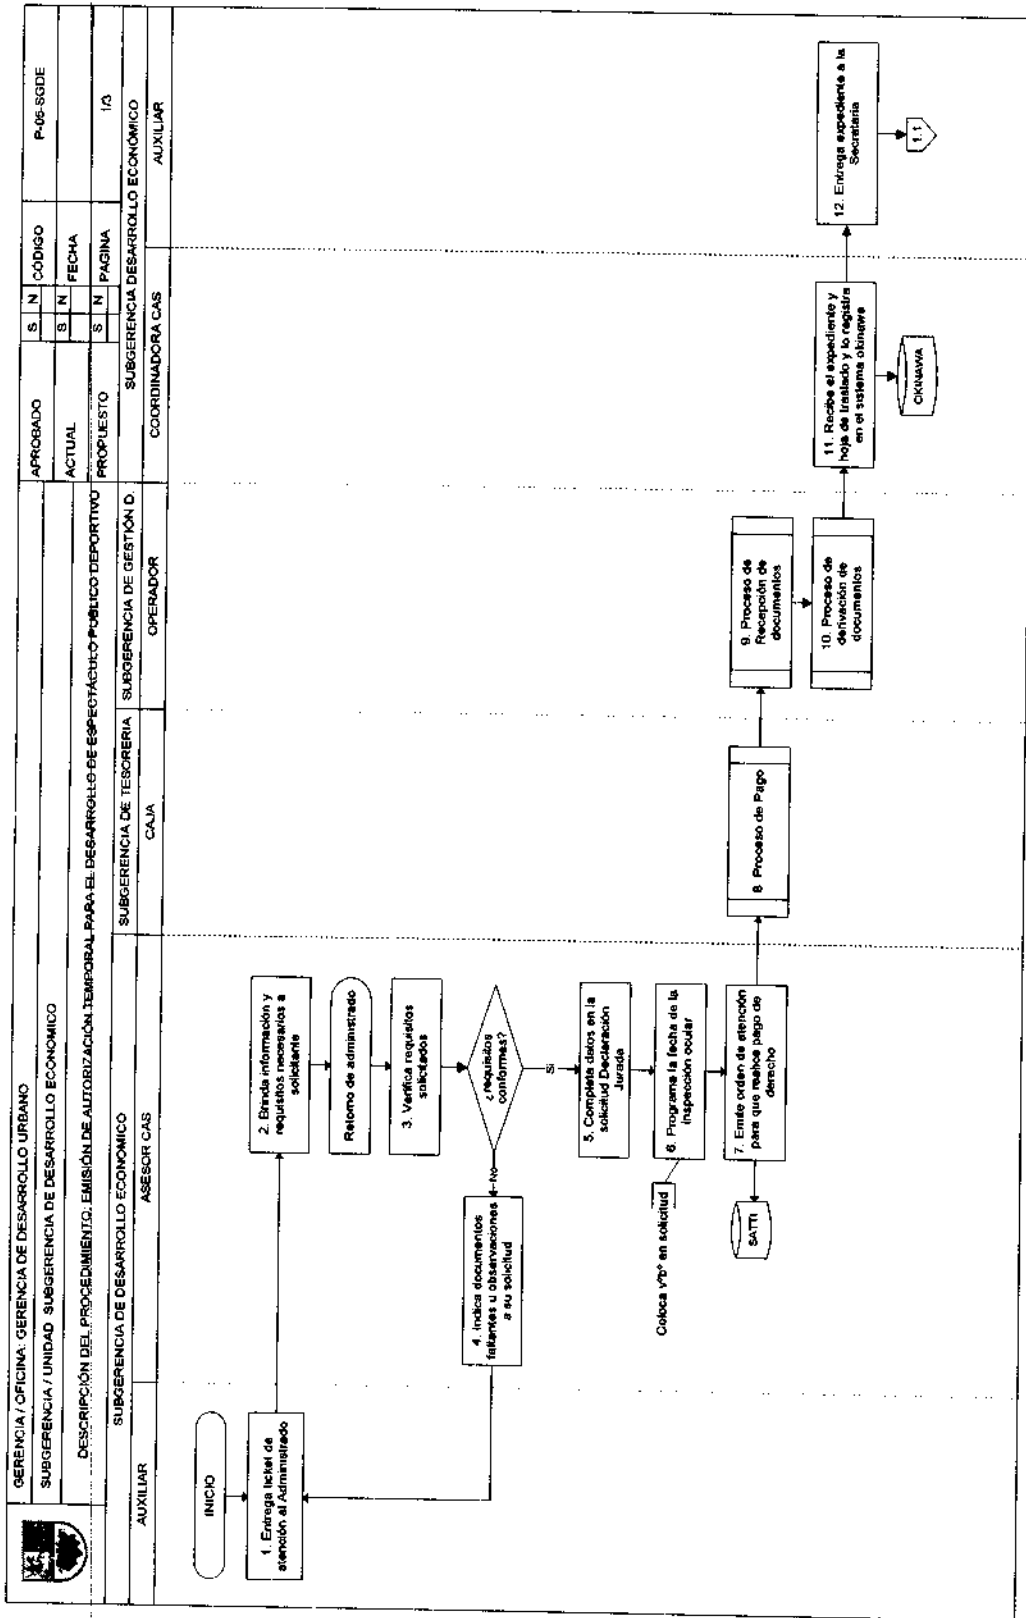 GERENCIA / OFICINA: GERENCIA DE DESARROLLO URBANO
APROBADO
S N
CÓDIGO
P-05-SGDE
SUBGERENCIA / UNIDAD SUBGERENCIA DE DESARROLLO ECONOMICO
ACTUAL
S N
FECHA
DESCRIPCIÓN DEL PROCEDIMIENTO: EMISIÓN DE AUTORIZACIÓN TEMPORAL PARA EL DESARROLLO DE ESPECTÁCULO PÚBLICO DEPORTIVO
PROPUESTO
S N
PAGINA
1/3
SUBGERENCIA DE DESARROLLO ECONOMICO
SUBGERENCIA DE TESORERIA
SUBGERENCIA DE GESTIÓN D.
SUBGERENCIA DESARROLLO ECONÓMICO
AUXILIAR
ASESOR CAS
CAJA
OPERADOR
COORDINADORA CAS
AUXILIAR
INICIO
1. Entrega ticket de
atención al Administrado
2. Brinda información y
requisitos necesarios a
solicitante
Retorno de administrado
3. Verifica requisitos
solicitados
¿requisitos
conformes?
No
4. Indica documentos
faltantes u observaciones
a su solicitud
Si
5. Completa datos en la
solicitud Declaración
Jurada
6. Programa la fecha de la
inspección ocular
Coloca v°b° en solicitud
7. Emite orden de atención
para que realice pago de
derecho
SATTI
8. Proceso de Pago
9. Proceso de
Recepción de
documentos
10. Proceso de
derivación de
documentos
11. Recibe el expediente y
hoja de traslado y lo registra
en el sistema okinawa
OKINAWA
12. Entrega expediente a la
Secretaria
1.1